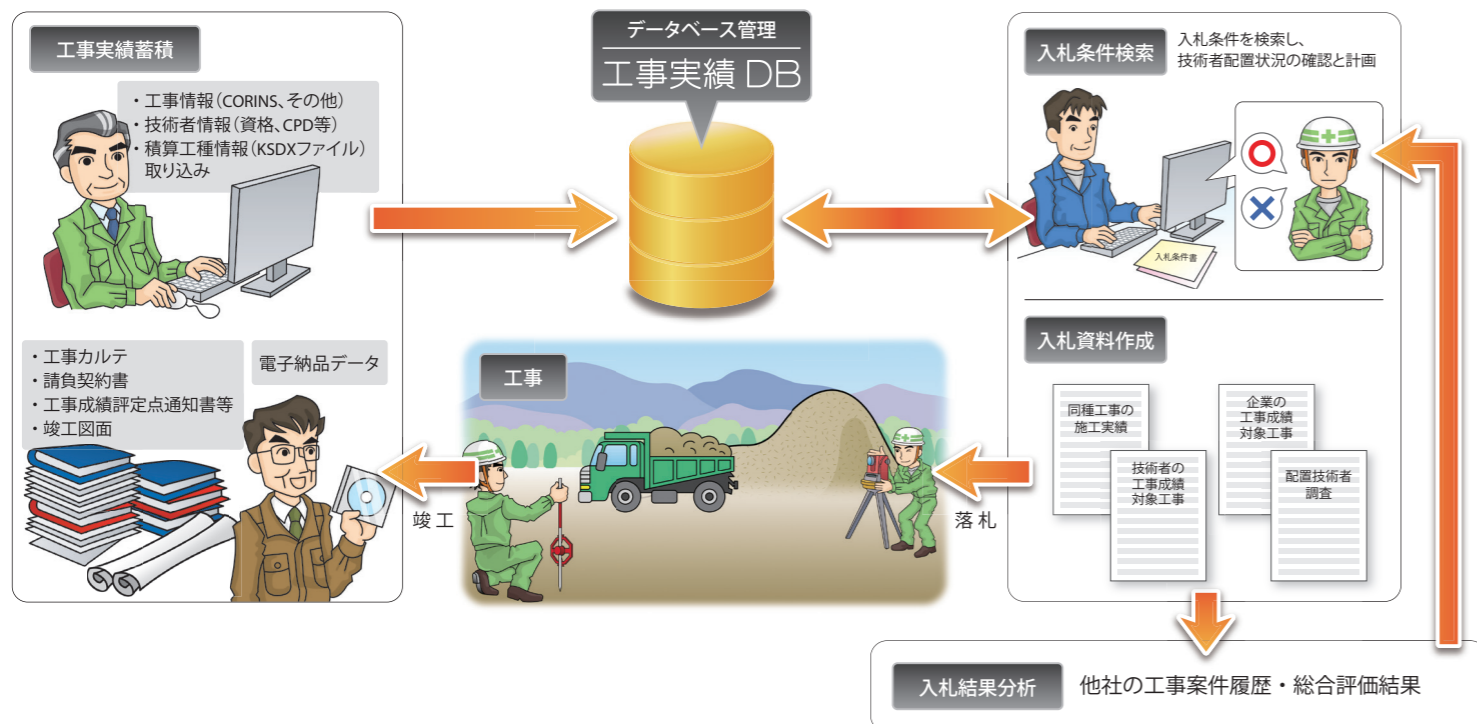 工事実績蓄積
・工事情報（CORINS、その他）
・技術者情報（資格、CPD等）
・積算工種情報（KSDXファイル）
取り込み
・工事カルテ
・請負契約書
・工事成績評定点通知書等
・竣工図面
電子納品データ
データベース管理
工事実績 DB
入札条件検索
入札条件を検索し、
技術者配置状況の確認と計画
入札条件書
入札資料作成
同種工事の
施工実績
企業の
工事成績
対象工事
技術者の
工事成績
対象工事
配置技術者
調査
落札
工事
竣工
入札結果分析
他社の工事案件履歴・総合評価結果